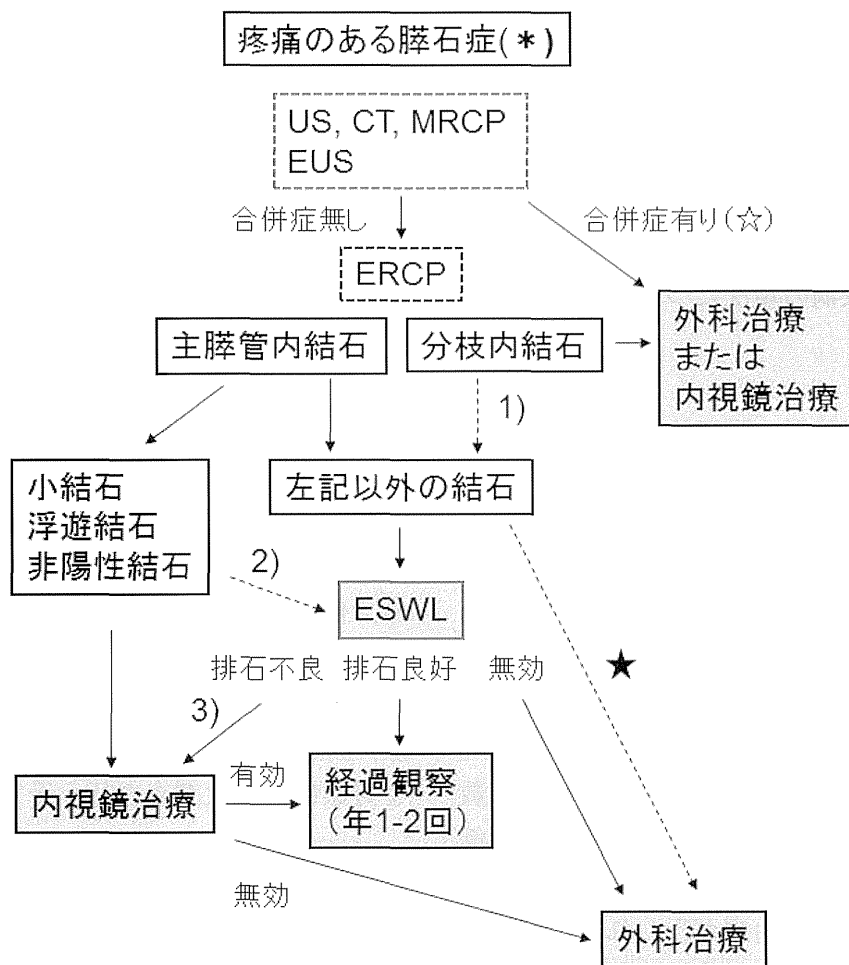 疼痛のある膵石症(＊)
US, CT, MRCP
EUS
合併症無し
合併症有り(☆)
ERCP
主膵管内結石
分枝内結石
外科治療
または
内視鏡治療
1)
小結石
浮遊結石
非陽性結石
左記以外の結石
2)
ESWL
排石不良
排石良好
無効
★
3)
内視鏡治療
有効
経過観察
（年1-2回）
無効
外科治療